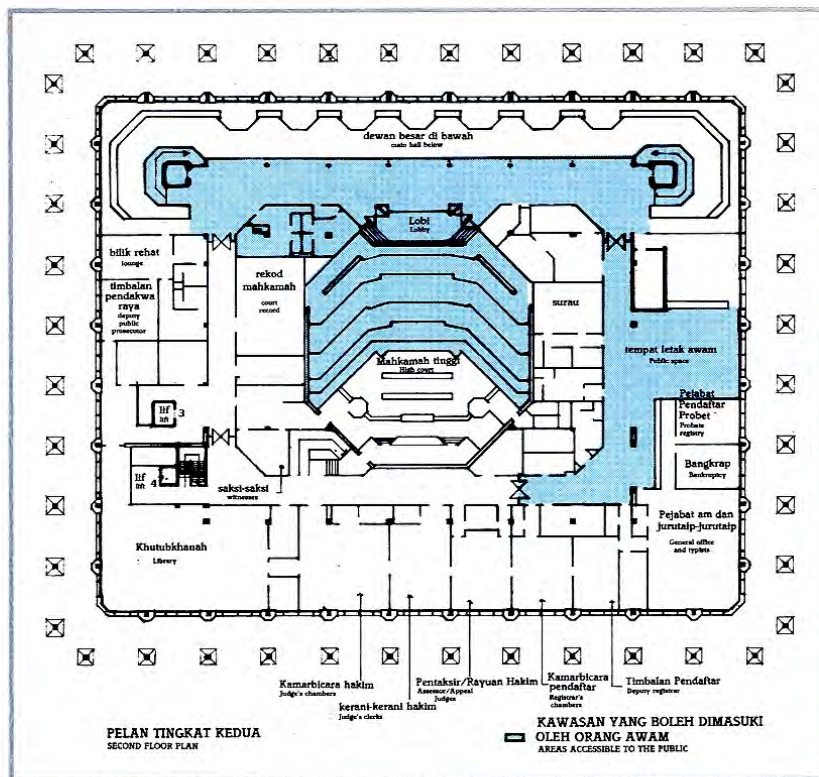 dewan besar di bawah
main hall below
Lobi
Lobby
bilik rehat
lounge
timbalan
pendakwa
raya
deputy
public
prosecutor
rekod
mahkamah
court
record
surau
Mahkamah tinggi
High court
tempat letak awam
Public space
Pejabat
Pendaftar
Probet
Probate
registry
lif
lift
3
lif
lift
4
saksi-saksi
witnesses
Bangkrap
Bankruptcy
Khutubkhanah
Library
Pejabat am dan
jurutaip-jurutaip
General office
and typists
Kamarbicara hakim
Judge's chambers
kerani-kerani hakim
Judge's clerks
Pentaksir/Rayuan Hakim
Assessor/Appeal
Judges
Kamarbicara
pendaftar
Registrar's
chambers
Timbalan Pendaftar
Deputy registrar
PELAN TINGKAT KEDUA
SECOND FLOOR PLAN
KAWASAN YANG BOLEH DIMASUKI
OLEH ORANG AWAM
AREAS ACCESSIBLE TO THE PUBLIC